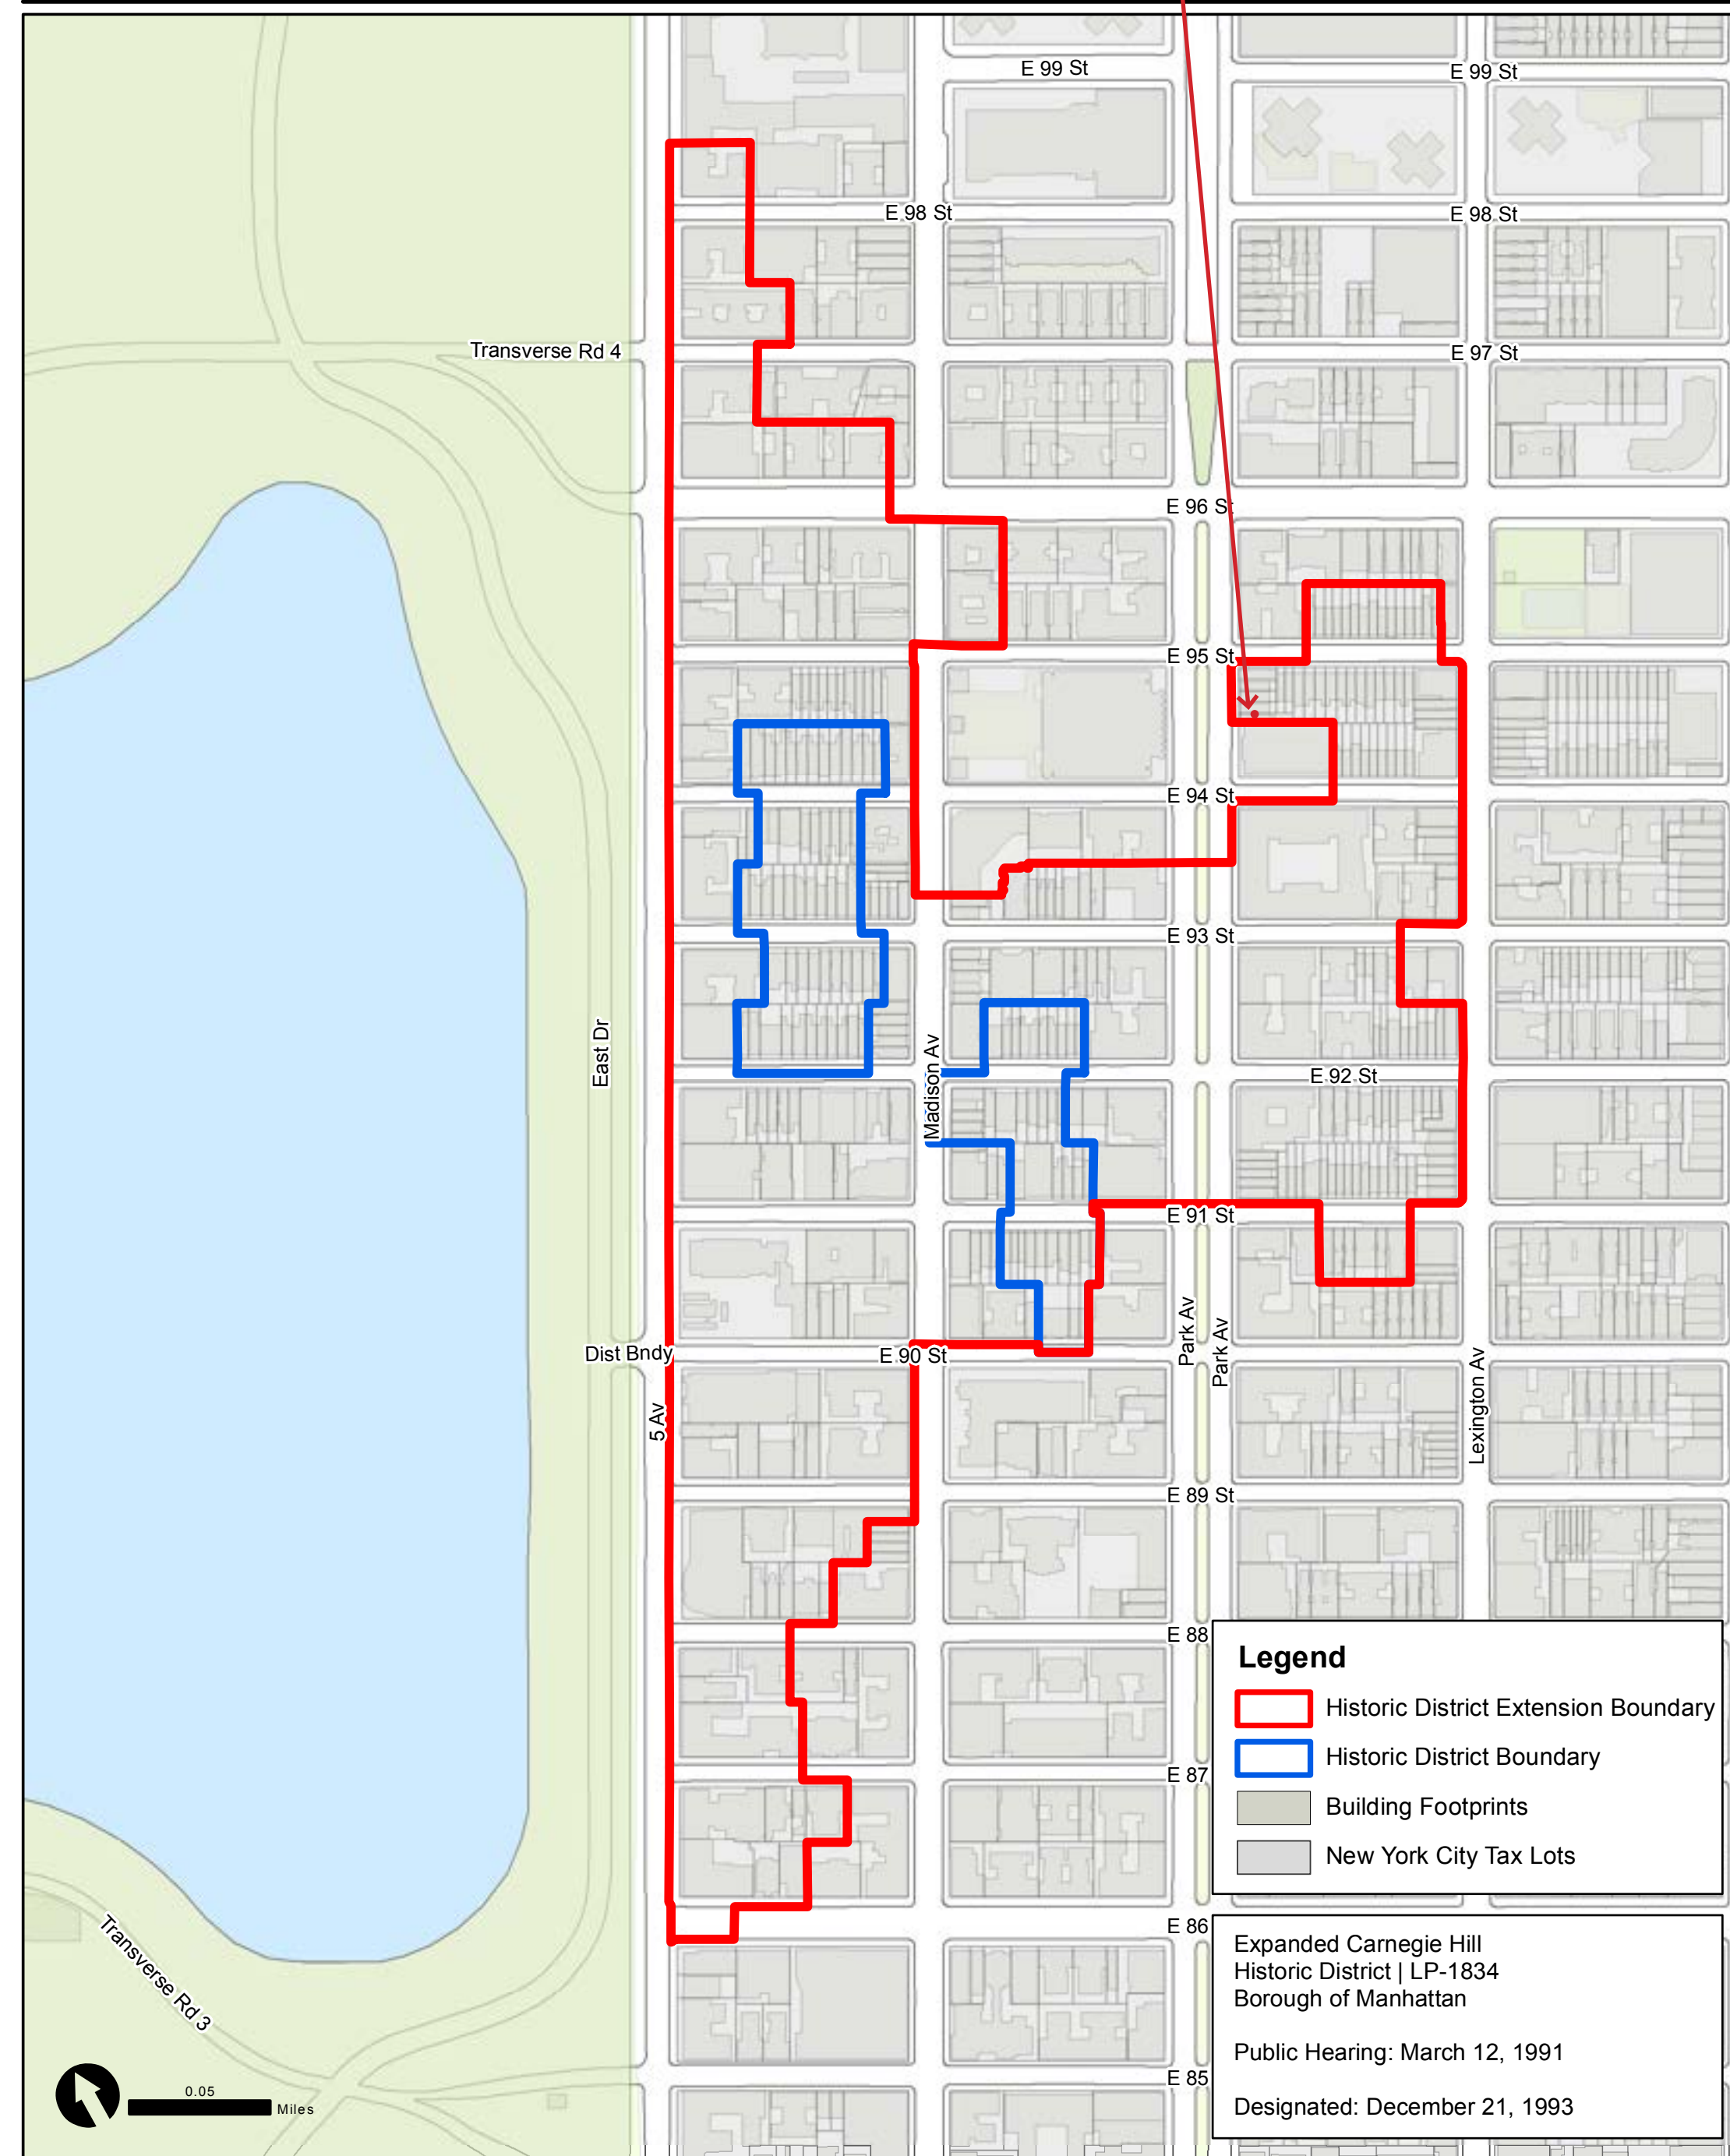 E 99 St
E 99 St
E 98 St
E 98 St
Transverse Rd 4
E 97 St
E 96 St
E 95 St
E 94 St
E 93 St
East Dr
Madison Av
E 92 St
E 91 St
Park Av
Park Av
Dist Bndy
E 90 St
5 Av
Lexington Av
E 89 St
E 88
Legend
Historic District Extension Boundary
Historic District Boundary
E 87
Building Footprints
New York City Tax Lots
E 86
Transverse Rd 3
Expanded Carnegie Hill
Historic District | LP-1834
Borough of Manhattan
Public Hearing: March 12, 1991
E 85
Designated: December 21, 1993
0.05
Miles